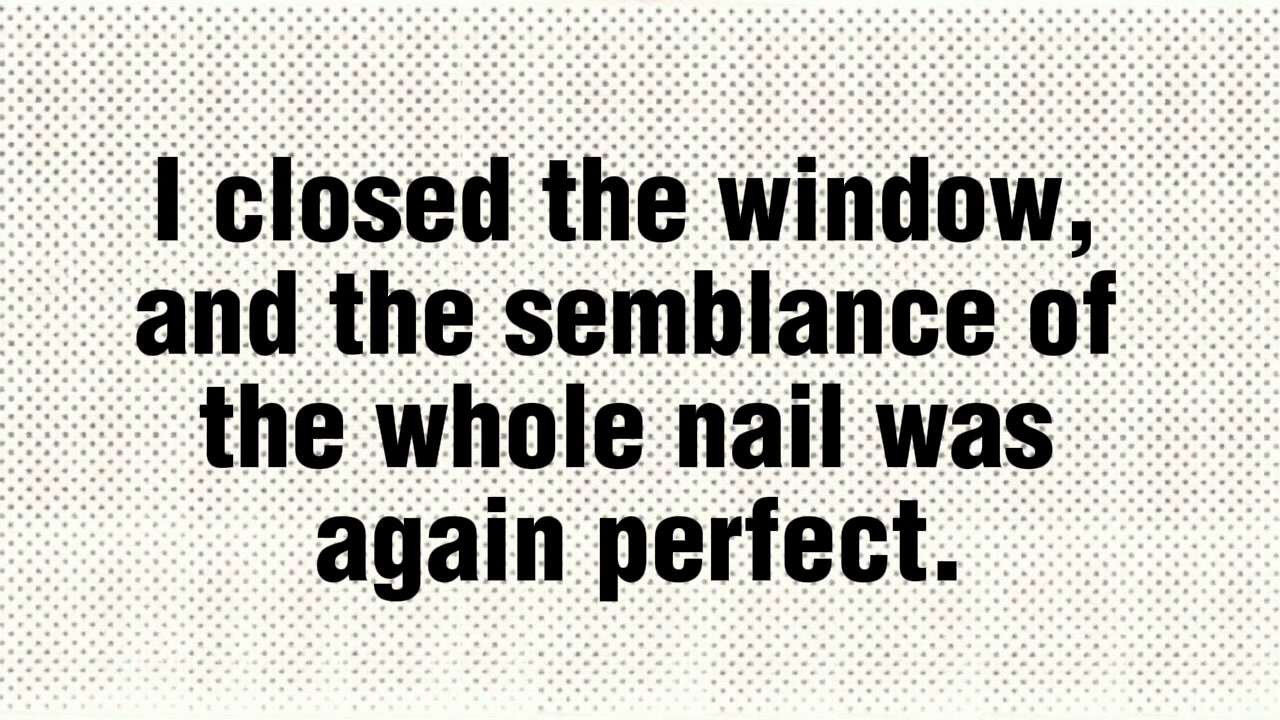 I closed the window,
and the semblance of
the whole nail was
again perfect.